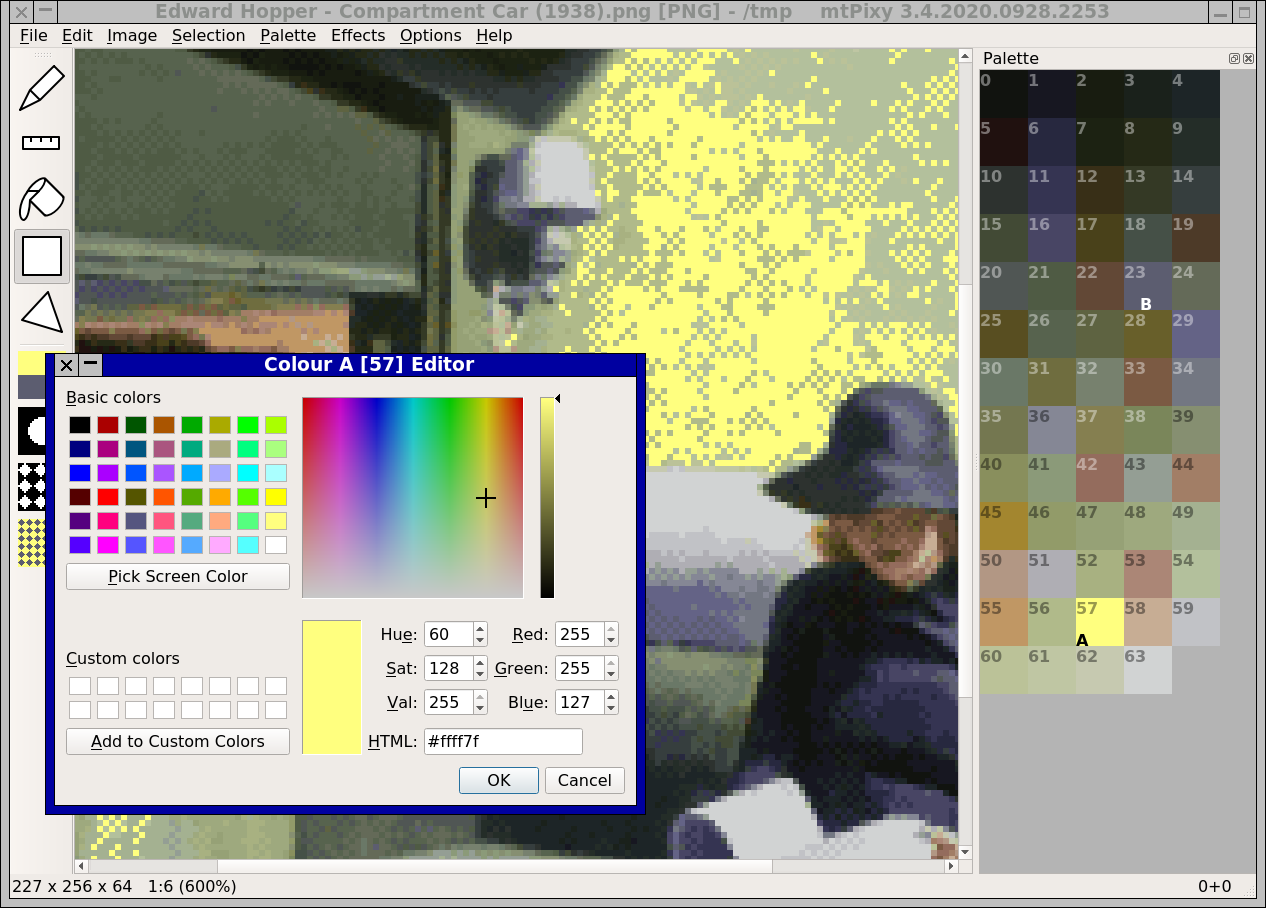 Edward Hopper - Compartment Car (1938).png [PNG] - /tmp mtPixy 3.4.2020.0928.2253
File Edit Image Selection Palette Effects Options Help
Palette
0 1 2 3 4
5 6 7 8 9
10 11 12 13 14
15 16 17 18 19
20 21 22 23 24
B
25 26 27 28 29
30 31 32 33 34
35 36 37 38 39
40 41 42 43 44
45 46 47 48 49
50 51 52 53 54
55 56 57 58 59
A
60 61 62 63
Colour A [57] Editor
Basic colors
Pick Screen Color
Custom colors
Add to Custom Colors
Hue: 60 Red: 255
Sat: 128 Green: 255
Val: 255 Blue: 127
HTML: #ffff7f
OK Cancel
227 x 256 x 64 1:6 (600%) 0+0